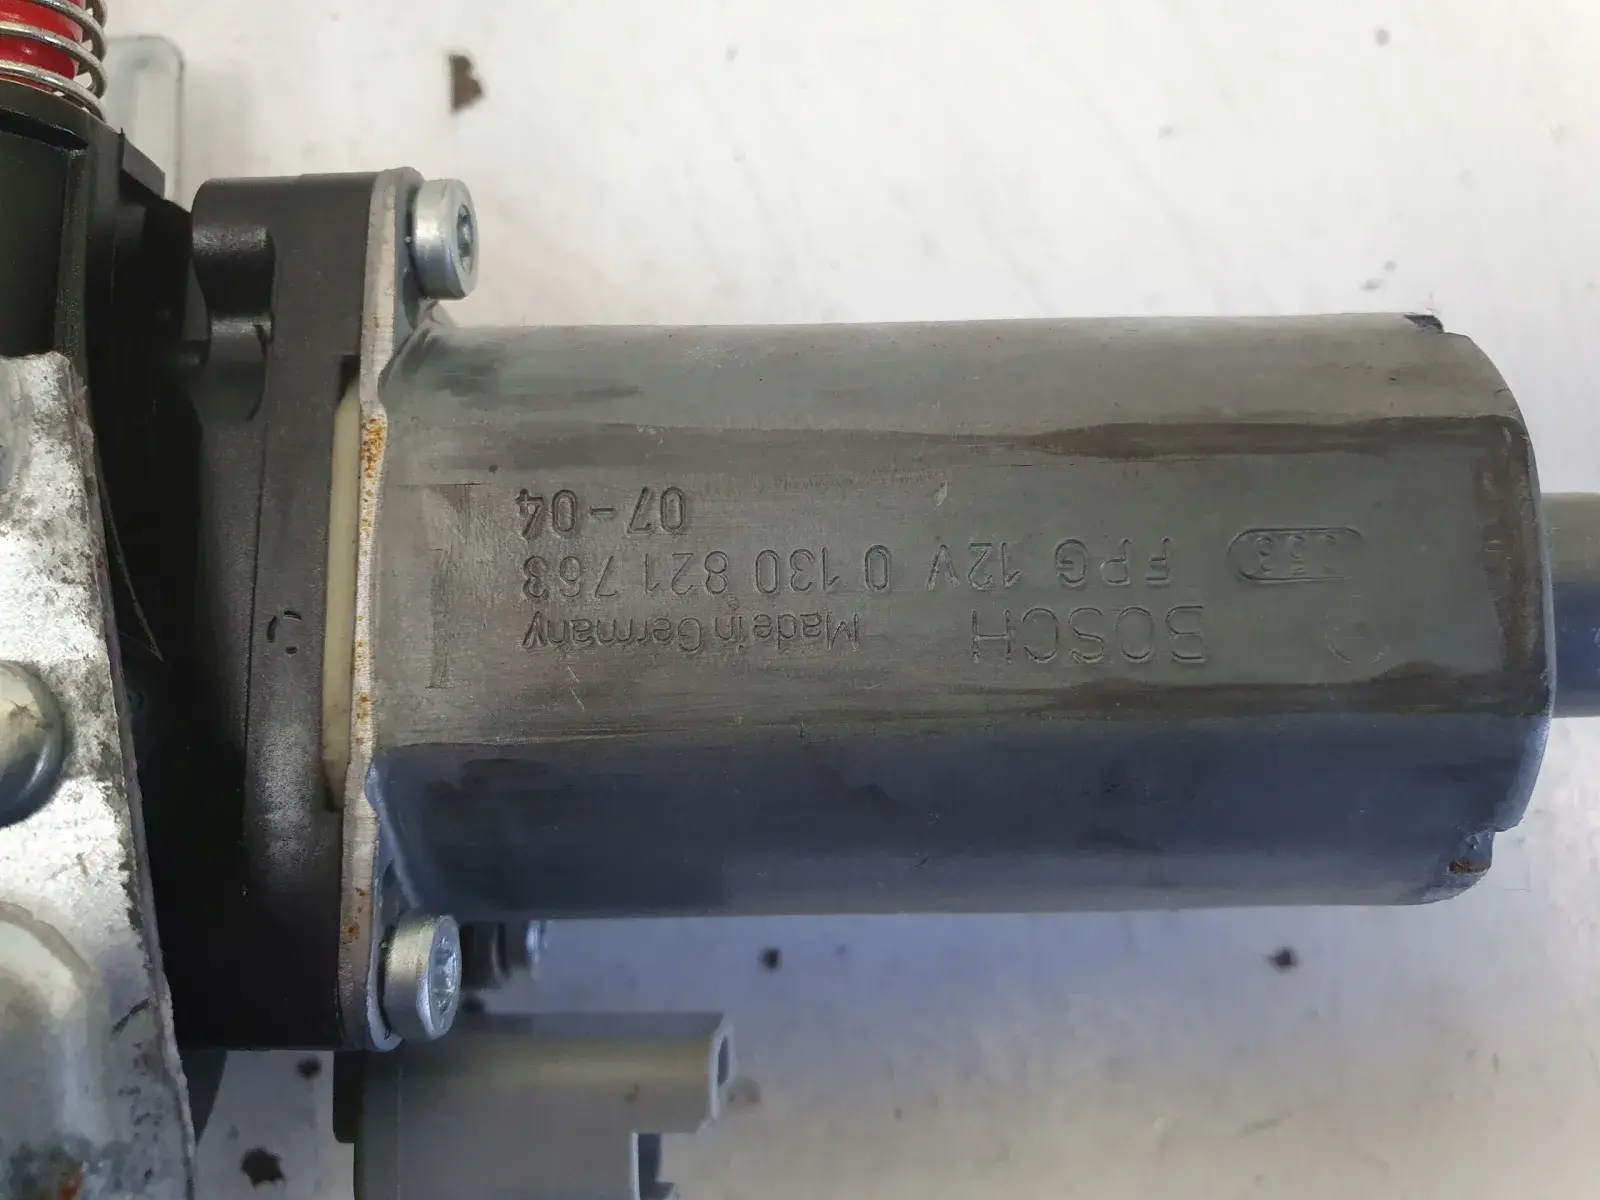 BOSCH Made in Germany
FPG 12V 0 130 821 763
07-04